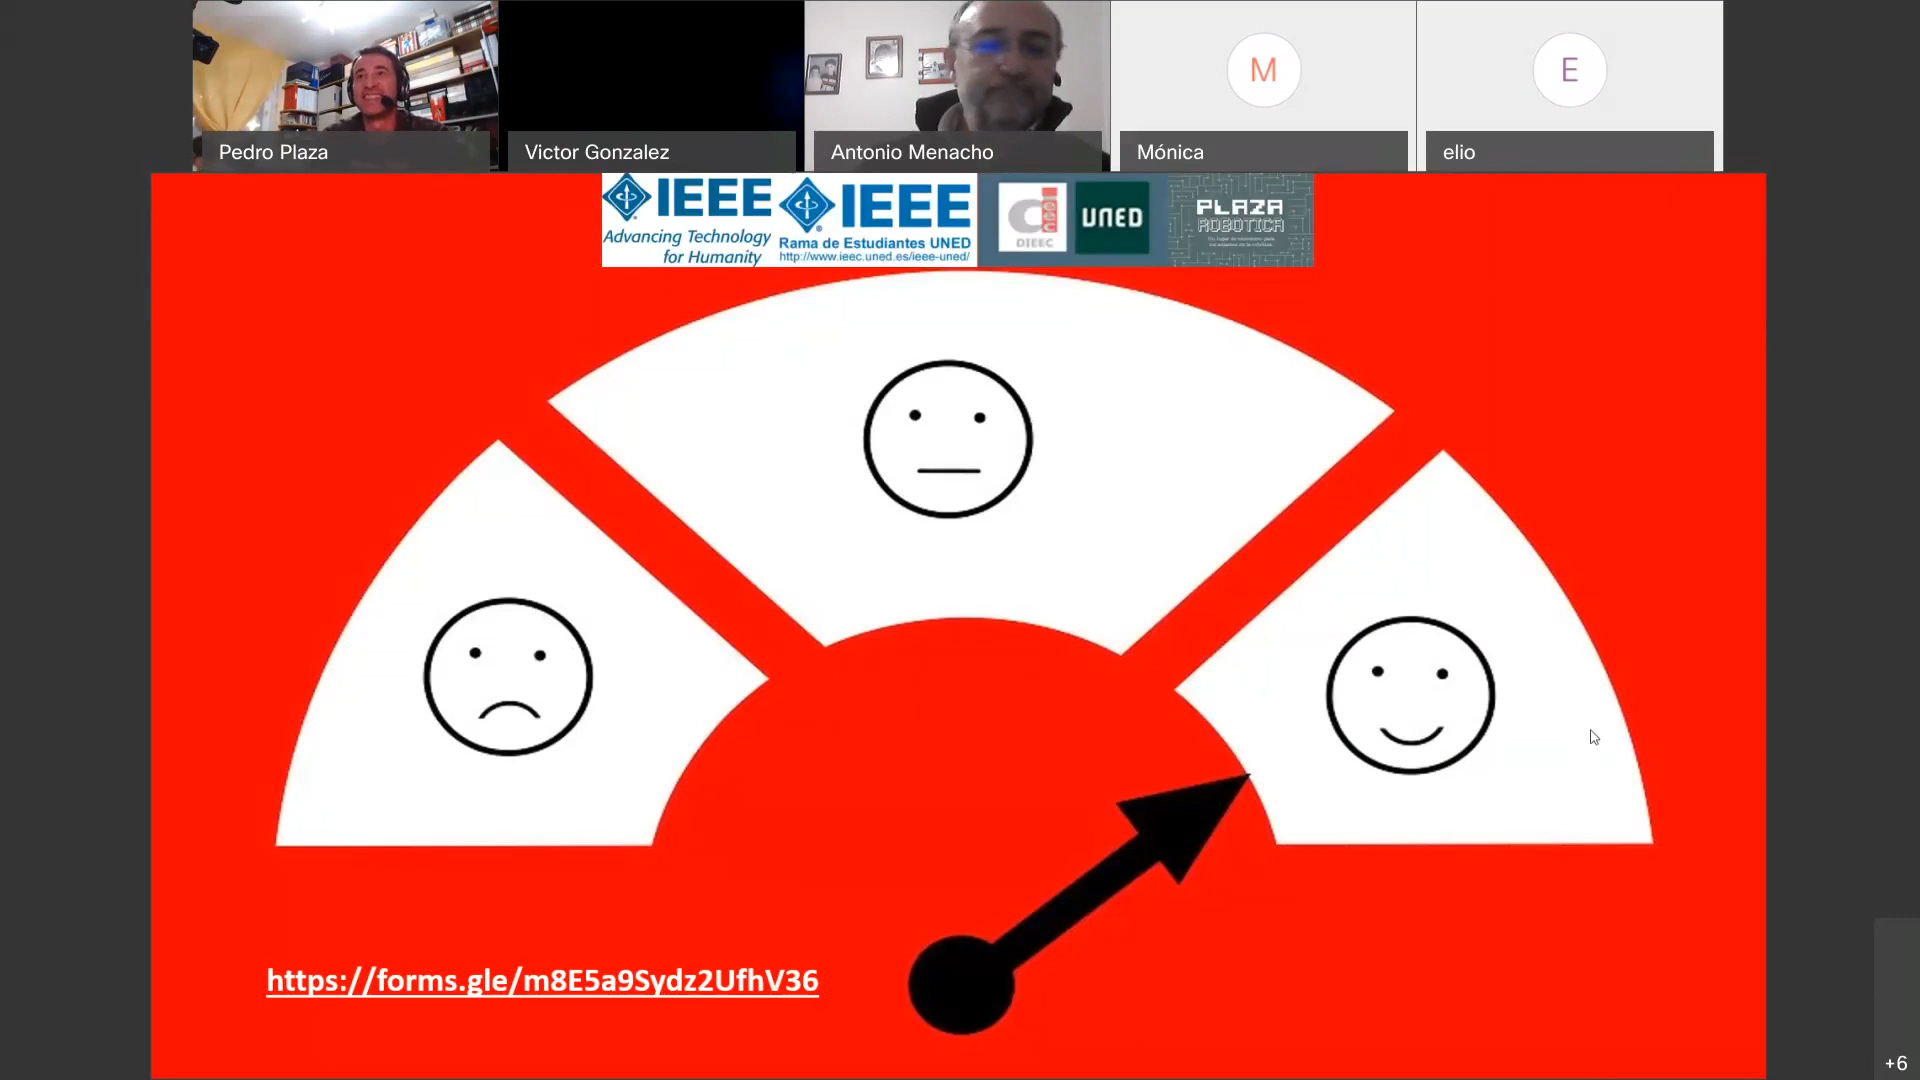 Pedro Plaza
Victor Gonzalez
Antonio Menacho
M
Mónica
E
elio
IEEE
Advancing Technology
for Humanity
IEEE
Rama de Estudiantes UNED
http://www.ieec.uned.es/ieee-uned/
DIEEC
UNED
PLAZA
ROBOTICA
https://forms.gle/m8E5a9Sydz2UfhV36
+6